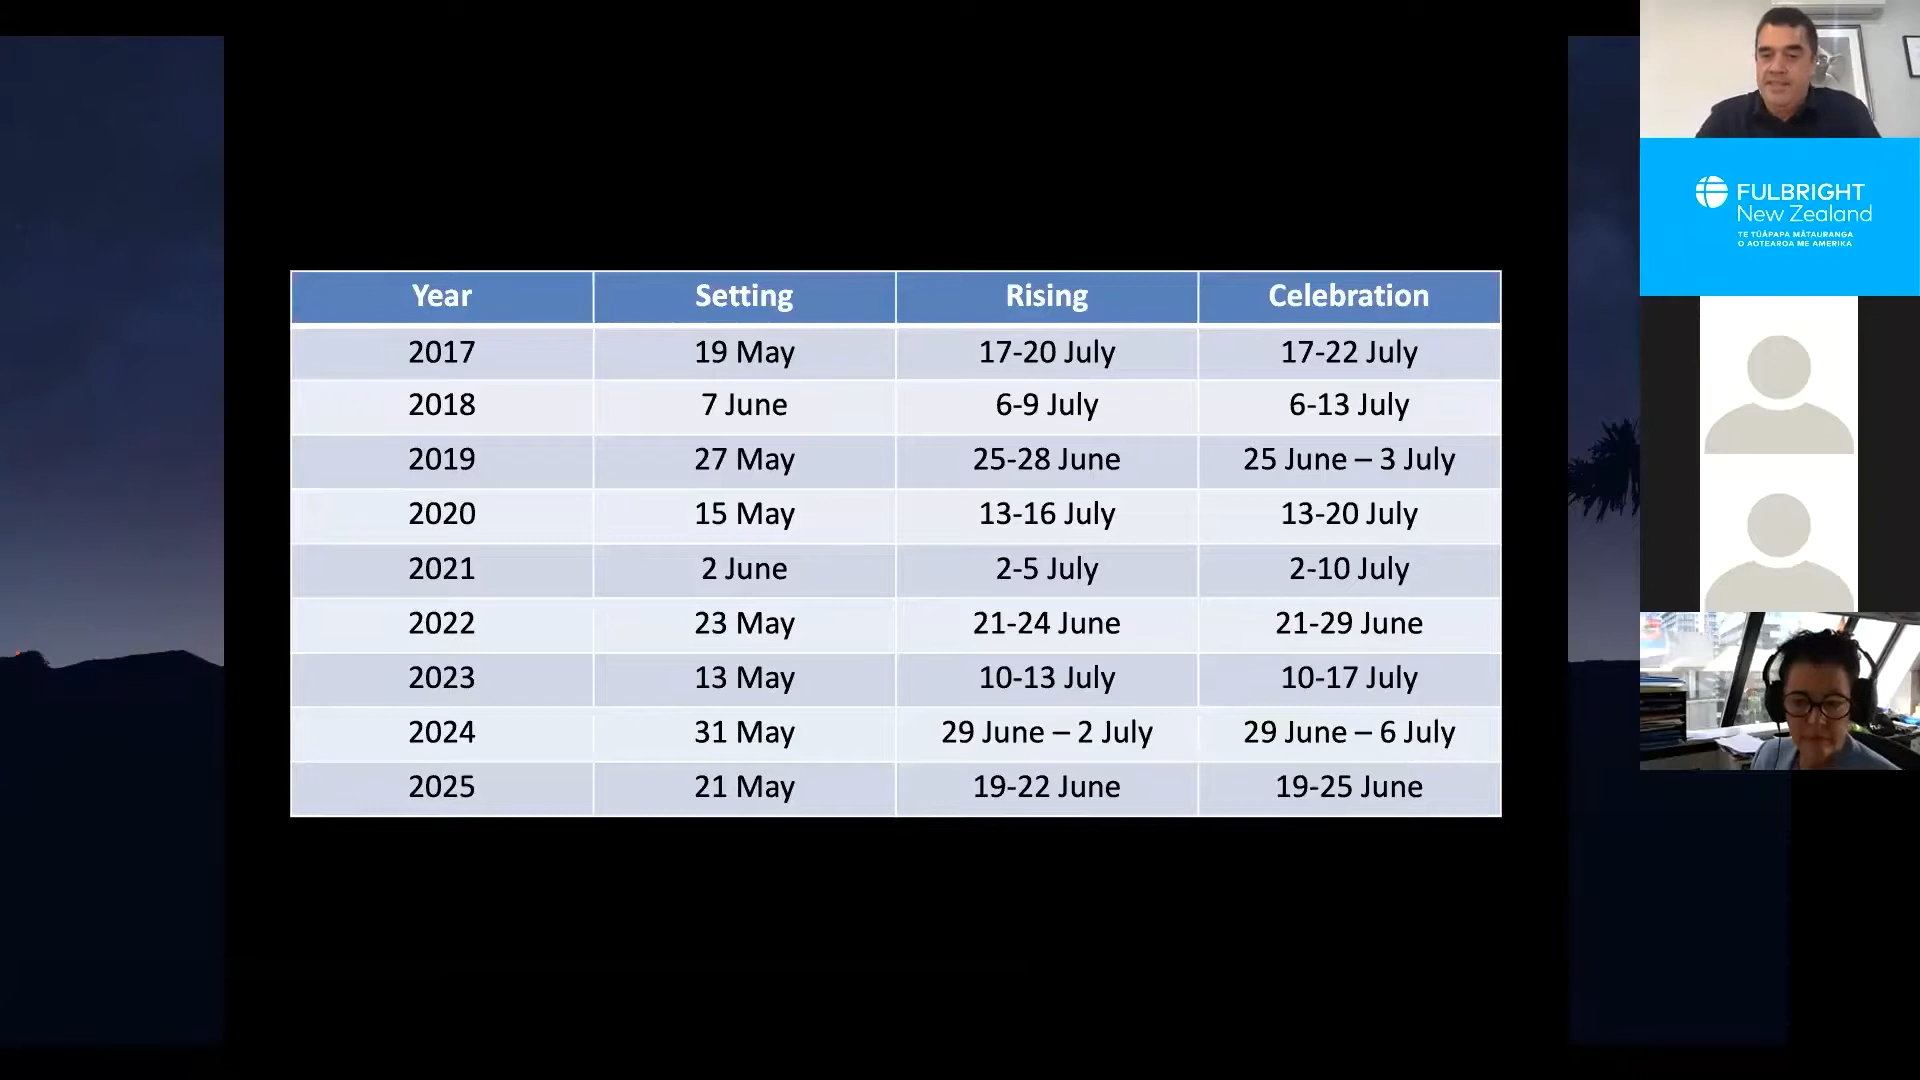 Year Setting Rising Celebration
2017 19 May 17-20 July 17-22 July
2018 7 June 6-9 July 6-13 July
2019 27 May 25-28 June 25 June – 3 July
2020 15 May 13-16 July 13-20 July
2021 2 June 2-5 July 2-10 July
2022 23 May 21-24 June 21-29 June
2023 13 May 10-13 July 10-17 July
2024 31 May 29 June – 2 July 29 June – 6 July
2025 21 May 19-22 June 19-25 June
FULBRIGHT
New Zealand
TE TŪĀPAPA MĀTAURANGA
O AOTEAROA ME AMERIKA